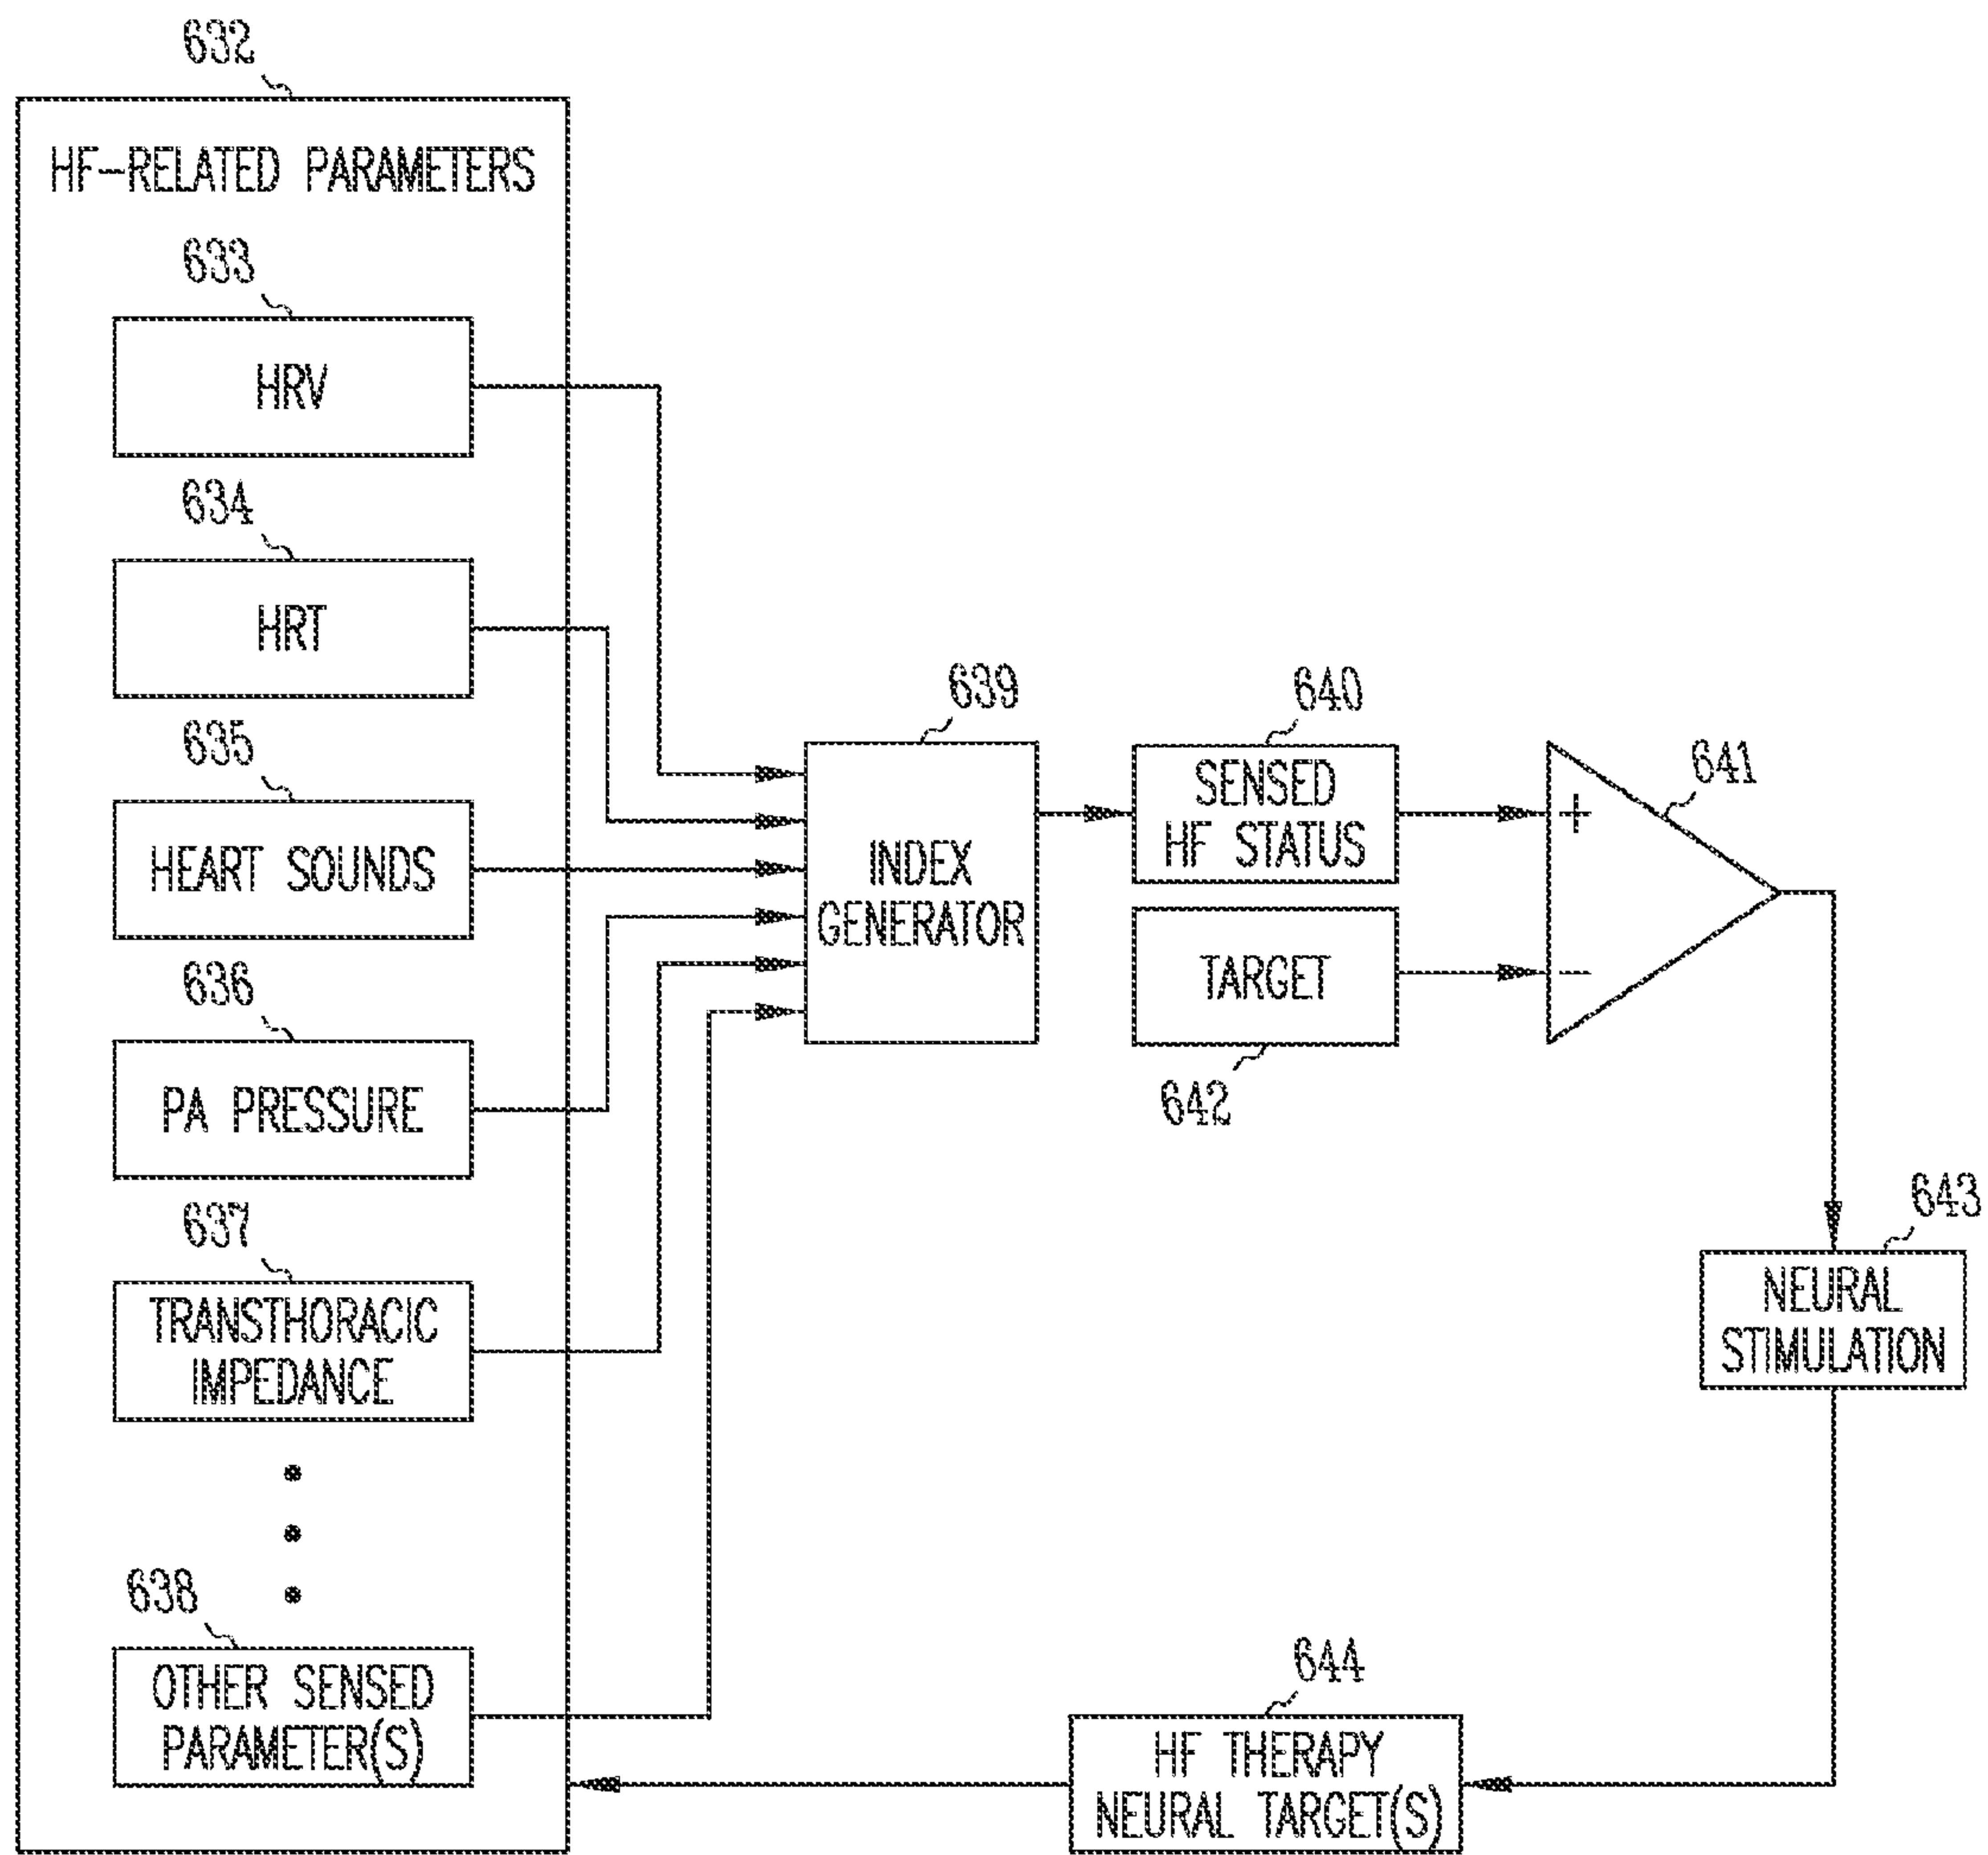 632
HF-RELATED PARAMETERS
633
HRV
634
HRT
635
HEART SOUNDS
636
PA PRESSURE
637
TRANSTHORACIC
IMPEDANCE
638
OTHER SENSED
PARAMETER(S)
639
INDEX
GENERATOR
640
SENSED
HF STATUS
641
+
−
TARGET
642
643
NEURAL
STIMULATION
644
HF THERAPY
NEURAL TARGET(S)